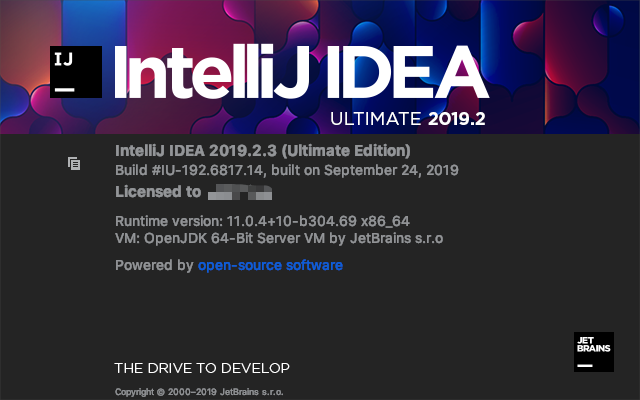 IJ
IntelliJ IDEA
ULTIMATE 2019.2
IntelliJ IDEA 2019.2.3 (Ultimate Edition)
Build #IU-192.6817.14, built on September 24, 2019
Licensed to
Runtime version: 11.0.4+10-b304.69 x86_64
VM: OpenJDK 64-Bit Server VM by JetBrains s.r.o
Powered by open-source software
JET
BRAINS
THE DRIVE TO DEVELOP
Copyright © 2000–2019 JetBrains s.r.o.